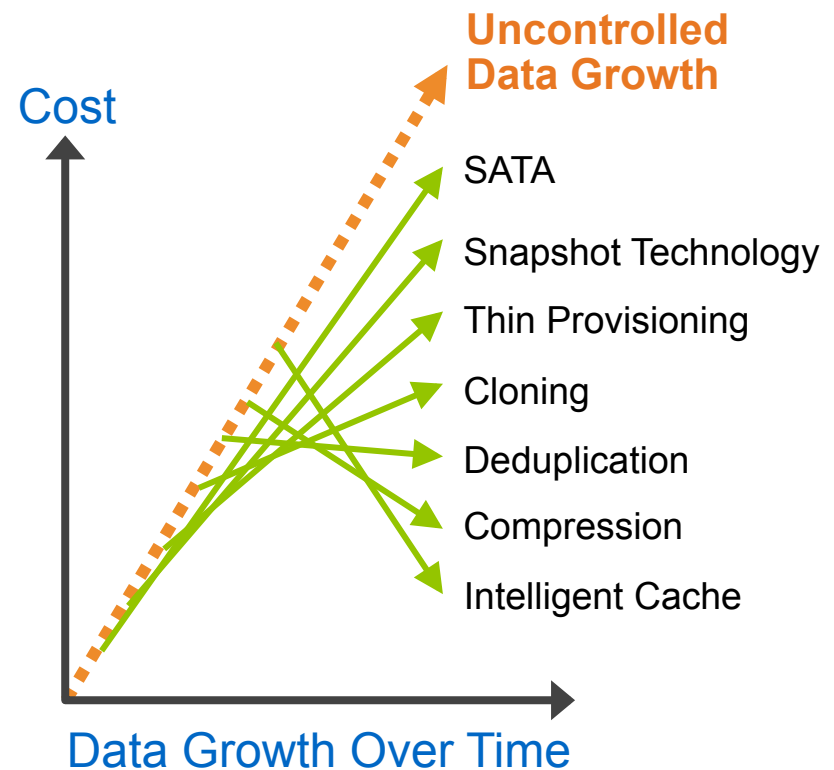 Uncontrolled
Data Growth
Cost
SATA
Snapshot Technology
Thin Provisioning
Cloning
Deduplication
Compression
Intelligent Cache
Data Growth Over Time